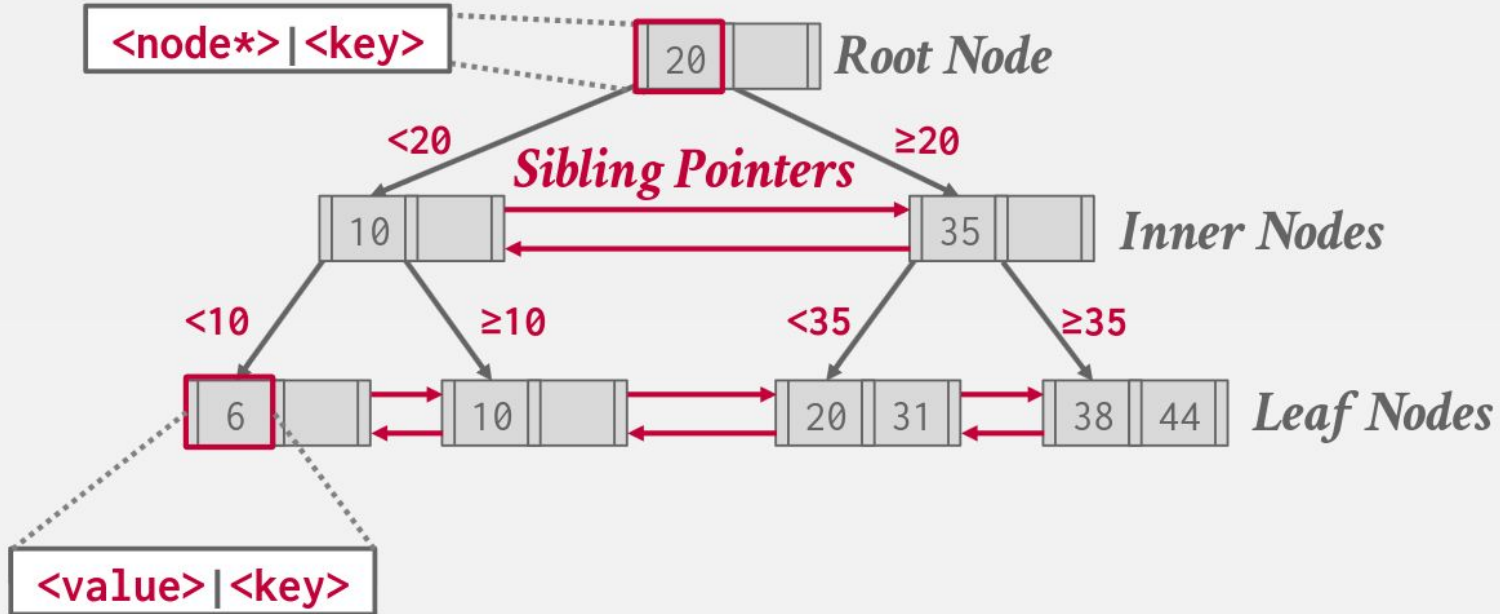 <node*>|<key>
20
Root Node
<20
≥20
Sibling Pointers
10
35
Inner Nodes
<10
≥10
<35
≥35
6
10
20 31
38 44
Leaf Nodes
<value>|<key>